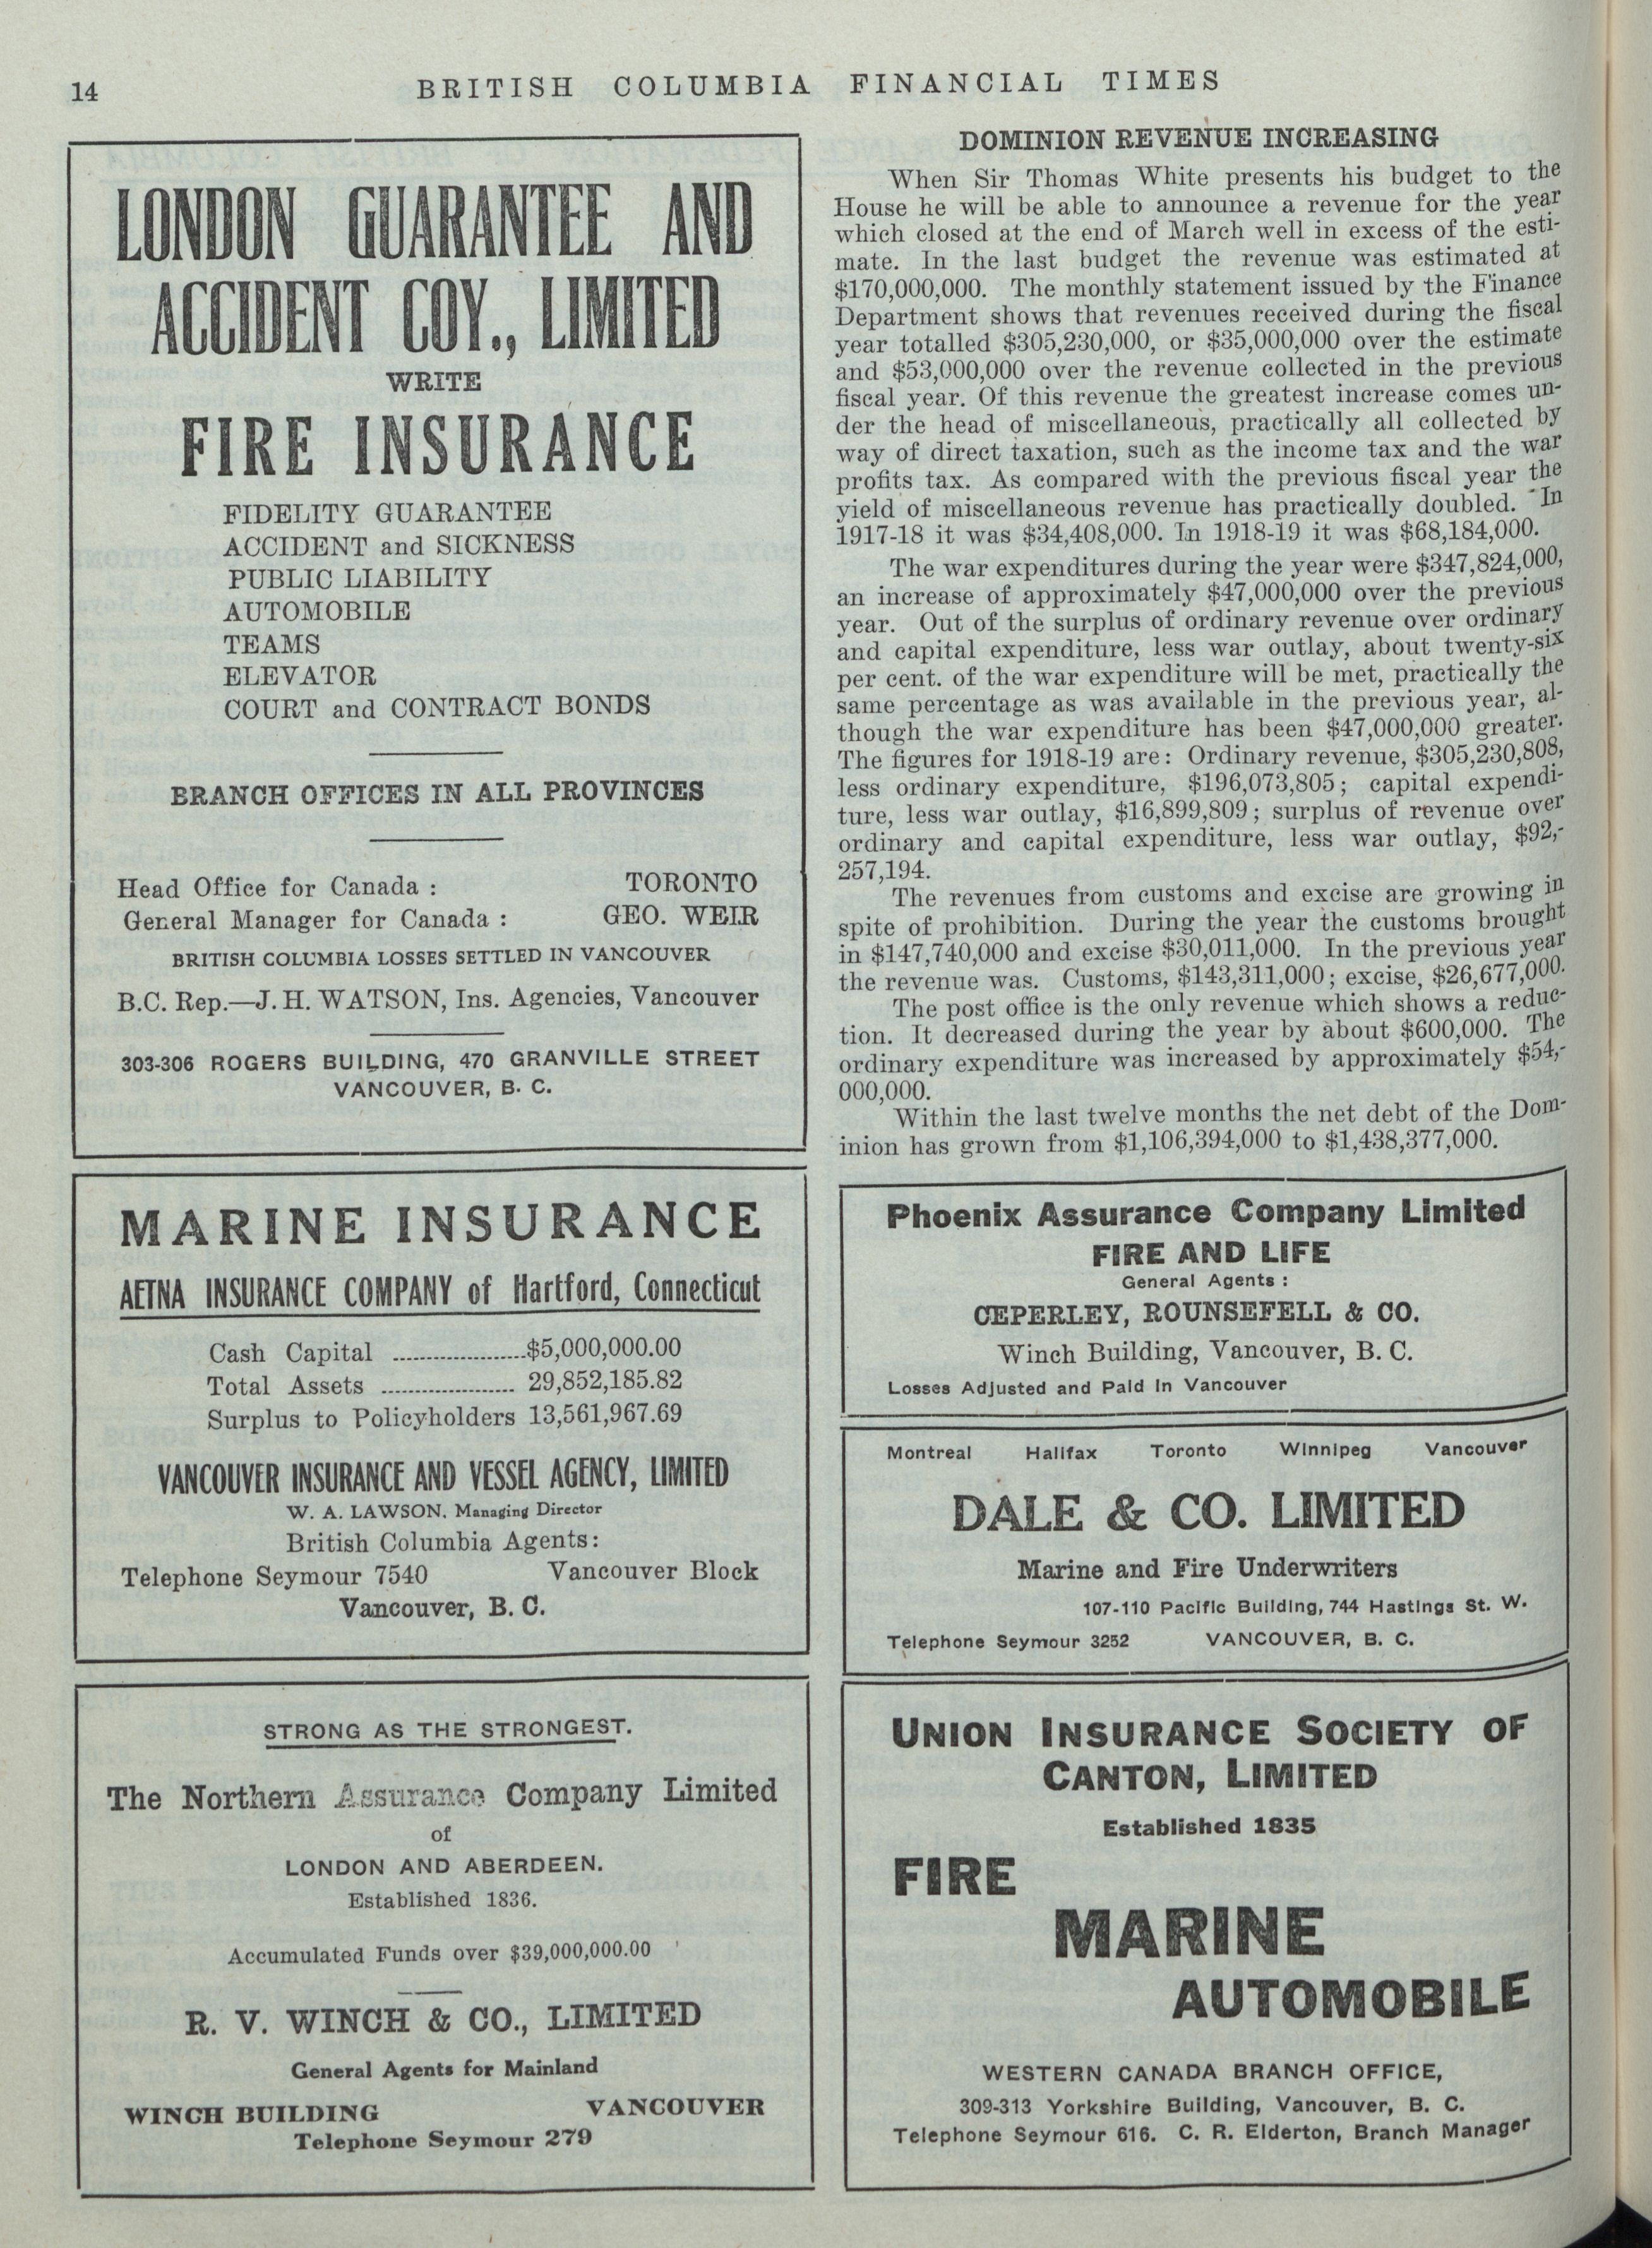 14
BRITISH COLUMBIA FINANCIAL TIMES
LONDON GUARANTEE AND
ACCIDENT COY., LIMITED
WRITE
FIRE INSURANCE
FIDELITY GUARANTEE
ACCIDENT and SICKNESS
PUBLIC LIABILITY
AUTOMOBILE
TEAMS
ELEVATOR
COURT and CONTRACT BONDS
BRANCH OFFICES IN ALL PROVINCES
Head Office for Canada : TORONTO
General Manager for Canada : GEO. WEIR
BRITISH COLUMBIA LOSSES SETTLED IN VANCOUVER
B.C. Rep.—J. H. WATSON, Ins. Agencies, Vancouver
303-306 ROGERS BUILDING, 470 GRANVILLE STREET
VANCOUVER, B. C.
MARINE INSURANCE
AETNA INSURANCE COMPANY of Hartford, Connecticut
Cash Capital ....................$5,000,000.00
Total Assets .................... 29,852,185.82
Surplus to Policyholders 13,561,967.69
VANCOUVER INSURANCE AND VESSEL AGENCY, LIMITED
W. A. LAWSON, Managing Director
British Columbia Agents:
Telephone Seymour 7540 Vancouver Block
Vancouver, B. C.
STRONG AS THE STRONGEST.
The Northern Assurance Company Limited
of
LONDON AND ABERDEEN.
Established 1836.
Accumulated Funds over $39,000,000.00
R. V. WINCH & CO., LIMITED
General Agents for Mainland
WINCH BUILDING VANCOUVER
Telephone Seymour 279
DOMINION REVENUE INCREASING
When Sir Thomas White presents his budget to the
House he will be able to announce a revenue for the year
which closed at the end of March well in excess of the esti-
mate. In the last budget the revenue was estimated at
$170,000,000. The monthly statement issued by the Finance
Department shows that revenues received during the fiscal
year totalled $305,230,000, or $35,000,000 over the estimate
and $53,000,000 over the revenue collected in the previous
fiscal year. Of this revenue the greatest increase comes un-
der the head of miscellaneous, practically all collected by
way of direct taxation, such as the income tax and the war
profits tax. As compared with the previous fiscal year the
yield of miscellaneous revenue has practically doubled. In
1917-18 it was $34,408,000. In 1918-19 it was $68,184,000.
The war expenditures during the year were $347,824,000,
an increase of approximately $47,000,000 over the previous
year. Out of the surplus of ordinary revenue over ordinary
and capital expenditure, less war outlay, about twenty-six
per cent. of the war expenditure will be met, practically the
same percentage as was available in the previous year, al-
though the war expenditure has been $47,000,000 greater.
The figures for 1918-19 are: Ordinary revenue, $305,230,808,
less ordinary expenditure, $196,073,805; capital expendi-
ture, less war outlay, $16,899,809; surplus of revenue over
ordinary and capital expenditure, less war outlay, $92,-
257,194.
The revenues from customs and excise are growing in
spite of prohibition. During the year the customs brought
in $147,740,000 and excise $30,011,000. In the previous year
the revenue was. Customs, $143,311,000; excise, $26,677,000.
The post office is the only revenue which shows a reduc-
tion. It decreased during the year by about $600,000. The
ordinary expenditure was increased by approximately $54,-
000,000.
Within the last twelve months the net debt of the Dom-
inion has grown from $1,106,394,000 to $1,438,377,000.
Phoenix Assurance Company Limited
FIRE AND LIFE
General Agents :
CEPERLEY, ROUNSEFELL & CO.
Winch Building, Vancouver, B. C.
Losses Adjusted and Paid in Vancouver
Montreal Halifax Toronto Winnipeg Vancouver
DALE & CO. LIMITED
Marine and Fire Underwriters
107-110 Pacific Building, 744 Hastings St. W.
Telephone Seymour 3252 VANCOUVER, B. C.
UNION INSURANCE SOCIETY OF
CANTON, LIMITED
Established 1835
FIRE
MARINE
AUTOMOBILE
WESTERN CANADA BRANCH OFFICE,
309-313 Yorkshire Building, Vancouver, B. C.
Telephone Seymour 616. C. R. Elderton, Branch Manager